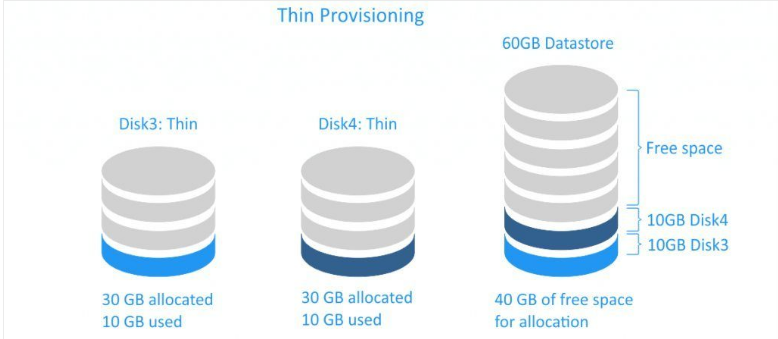 Thin Provisioning
60GB Datastore
Disk3: Thin
Disk4: Thin
Free space
10GB Disk4
10GB Disk3
30 GB allocated
10 GB used
30 GB allocated
10 GB used
40 GB of free space
for allocation